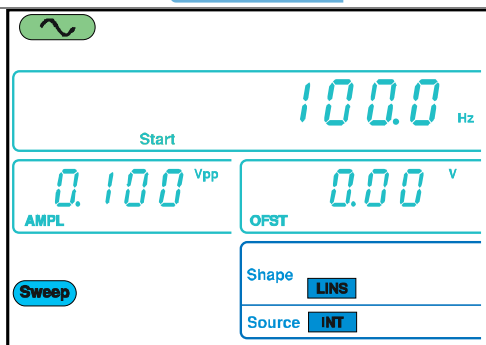 100.0 Hz
Start
0.100 Vpp
AMPL
0.00 V
OFST
Sweep
Shape LINS
Source INT